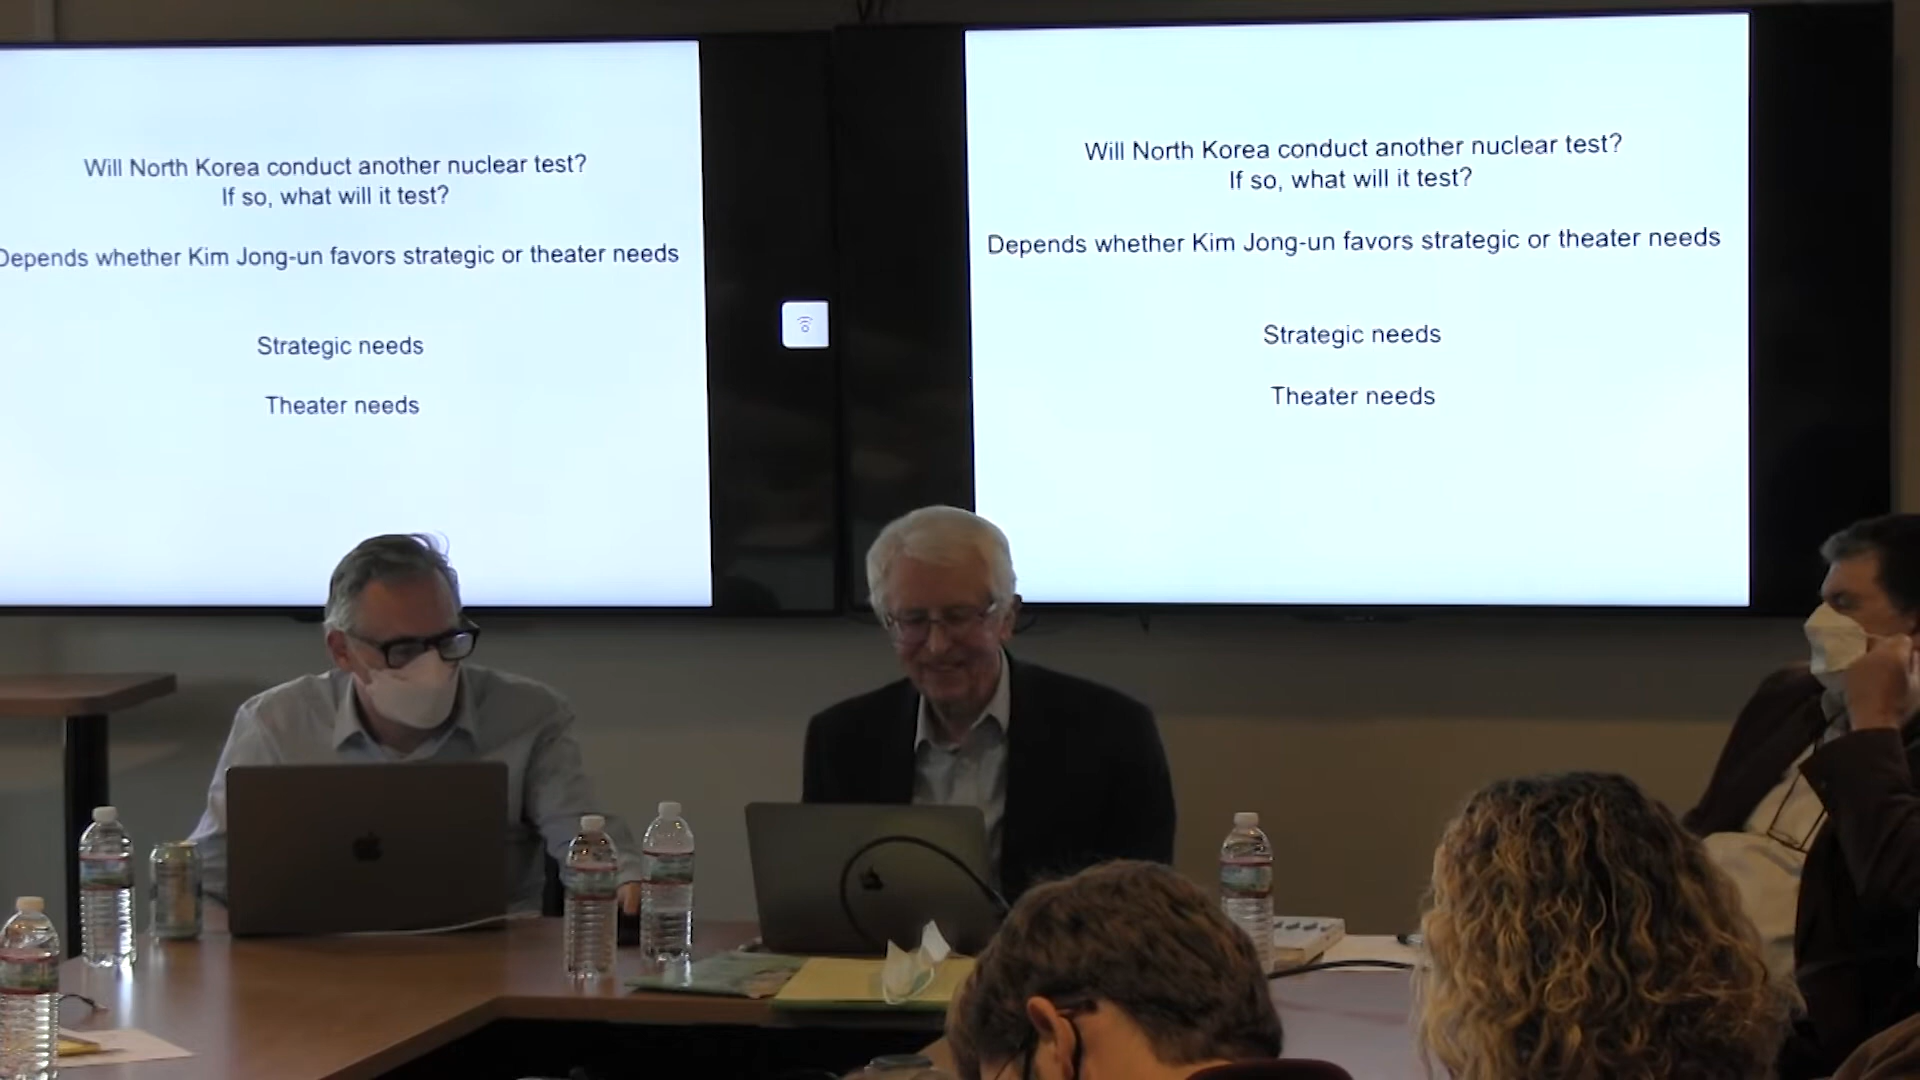 Will North Korea conduct another nuclear test?
If so, what will it test?
Depends whether Kim Jong-un favors strategic or theater needs
Strategic needs
Theater needs
Will North Korea conduct another nuclear test?
If so, what will it test?
Depends whether Kim Jong-un favors strategic or theater needs
Strategic needs
Theater needs